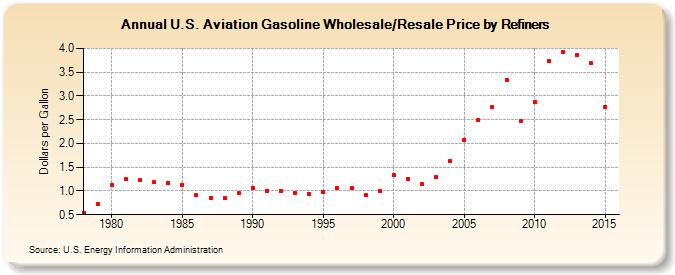 Annual U.S. Aviation Gasoline Wholesale/Resale Price by Refiners
Dollars per Gallon
4.0
3.5
3.0
2.5
2.0
1.5
1.0
0.5
1980 1985 1990 1995 2000 2005 2010 2015
Source: U.S. Energy Information Administration